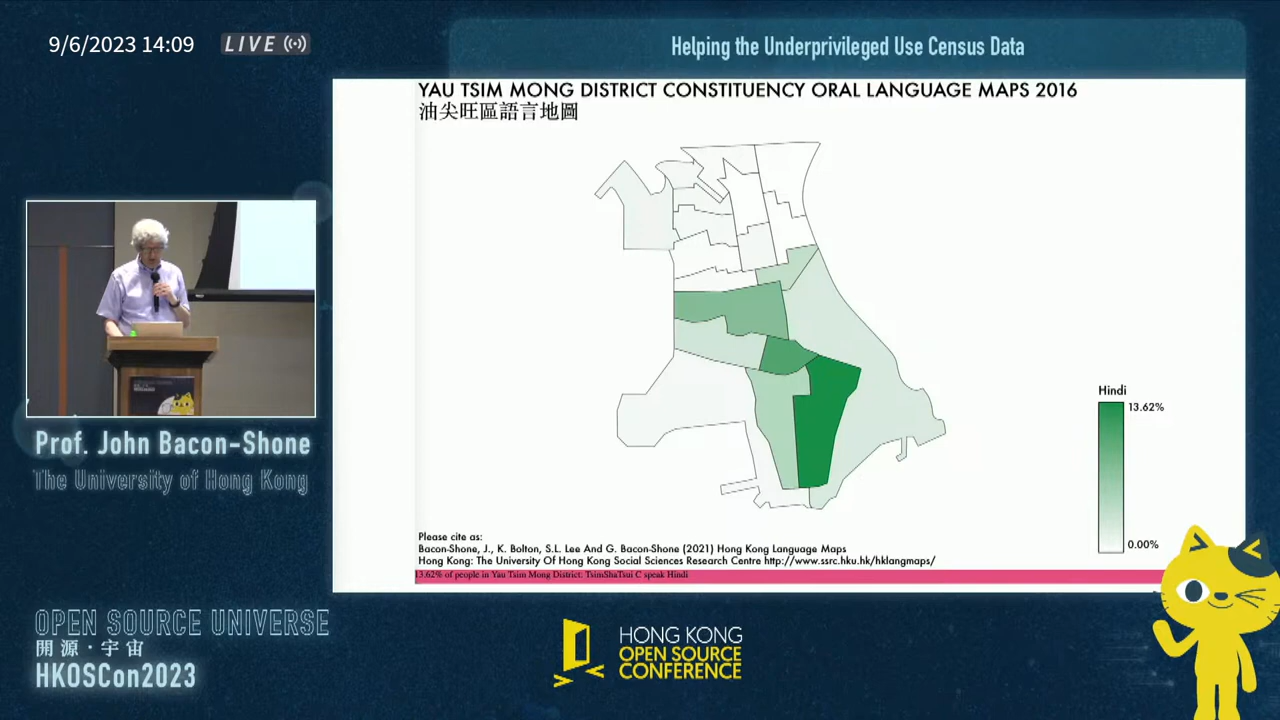 9/6/2023 14:09
LIVE
Helping the Underprivileged Use Census Data
YAU TSIM MONG DISTRICT CONSTITUENCY ORAL LANGUAGE MAPS 2016
油尖旺區語言地圖
Hindi
13.62%
0.00%
Please cite as:
Bacon-Shone, J., K. Bolton, S.L. Lee And G. Bacon-Shone (2021) Hong Kong Language Maps
Hong Kong: The University Of Hong Kong Social Sciences Research Centre http://www.ssrc.hku.hk/hklangmaps/
13.62% of people in Yau Tsim Mong District: TsimShaTsui C speak Hindi
Prof. John Bacon-Shone
The University of Hong Kong
OPEN SOURCE UNIVERSE
開源·宇宙
HKOSCon2023
HONG KONG
OPEN SOURCE
CONFERENCE